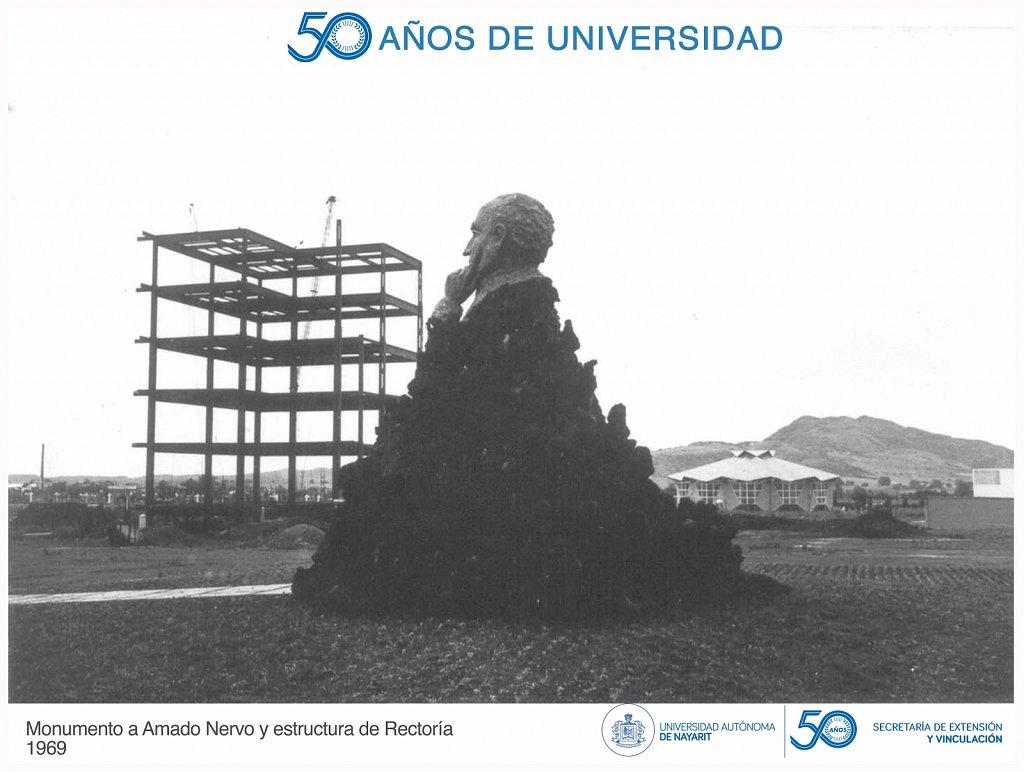 50 AÑOS DE UNIVERSIDAD
Monumento a Amado Nervo y estructura de Rectoría
1969
UNIVERSIDAD AUTÓNOMA
DE NAYARIT
50 AÑOS
SECRETARÍA DE EXTENSIÓN
Y VINCULACIÓN